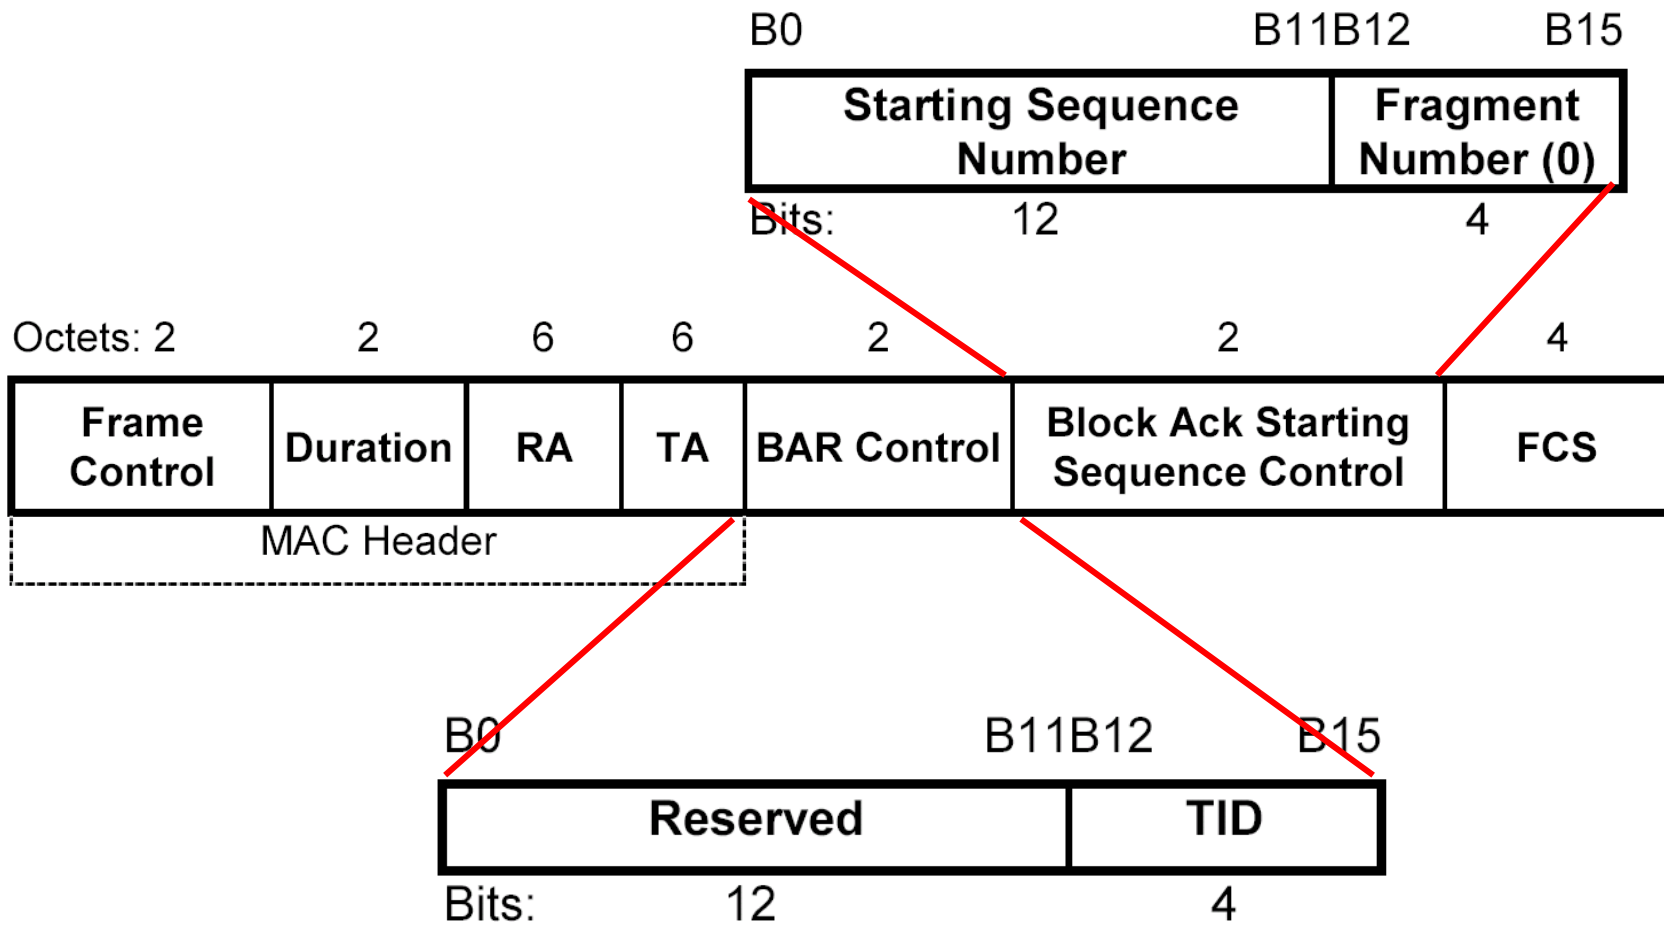 B0 B11B12 B15
Starting Sequence Number Fragment Number (0)
Bits: 12 4
Octets: 2 2 6 6 2 2 4
Frame Control Duration RA TA BAR Control Block Ack Starting Sequence Control FCS
MAC Header
B0 B11B12 B15
Reserved TID
Bits: 12 4